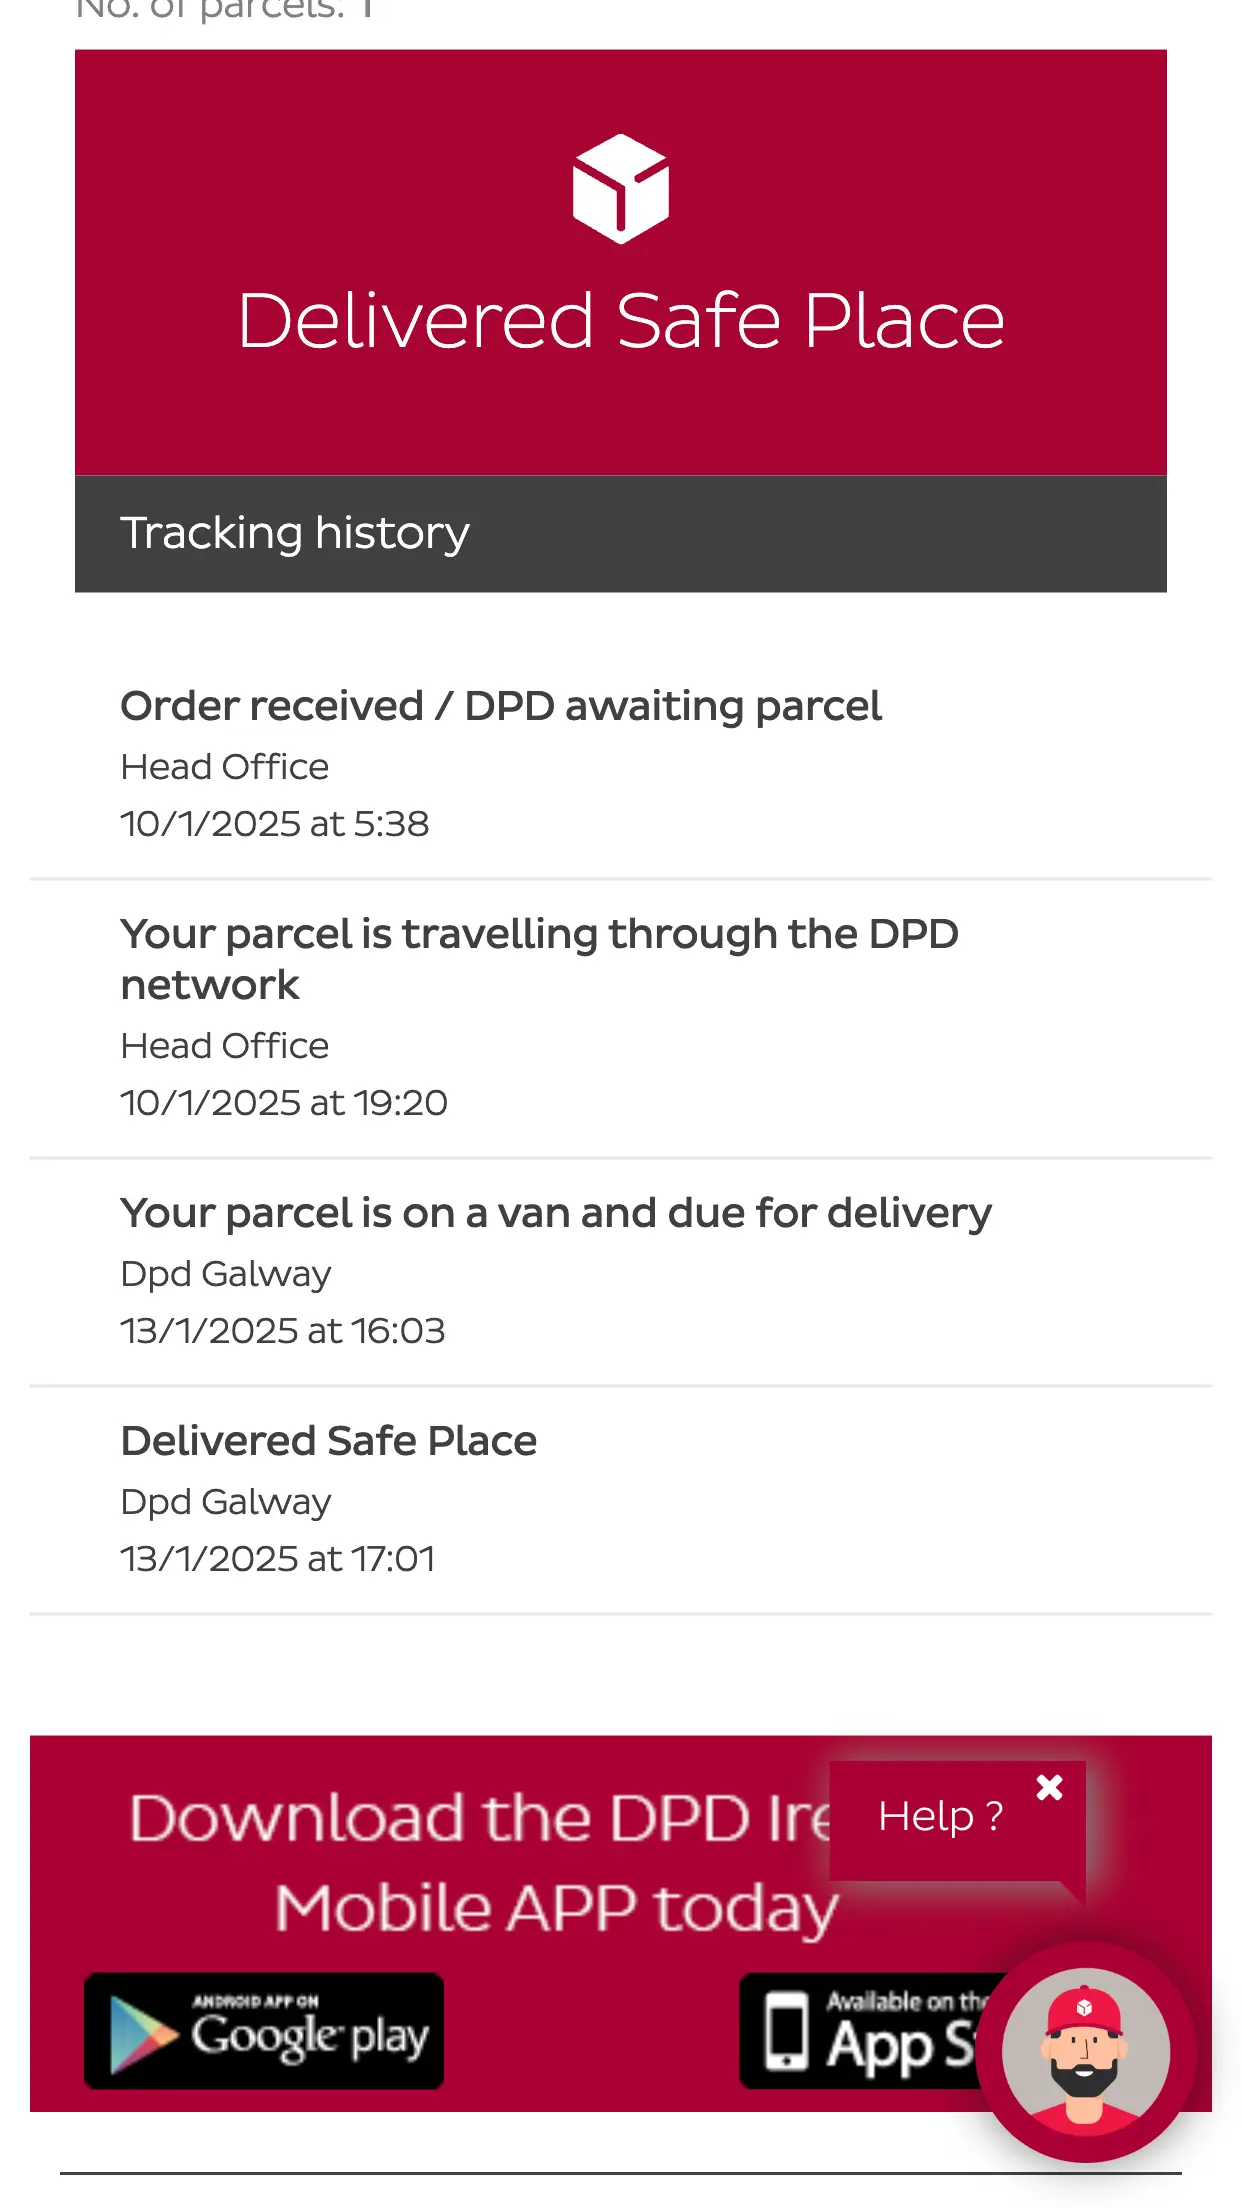 No. of parcels: 1
Delivered Safe Place
Tracking history
Order received / DPD awaiting parcel
Head Office
10/1/2025 at 5:38
Your parcel is travelling through the DPD
network
Head Office
10/1/2025 at 19:20
Your parcel is on a van and due for delivery
Dpd Galway
13/1/2025 at 16:03
Delivered Safe Place
Dpd Galway
13/1/2025 at 17:01
Download the DPD Ire
Help ?
Mobile APP today
ANDROID APP ON
Google play
Available on the
App S